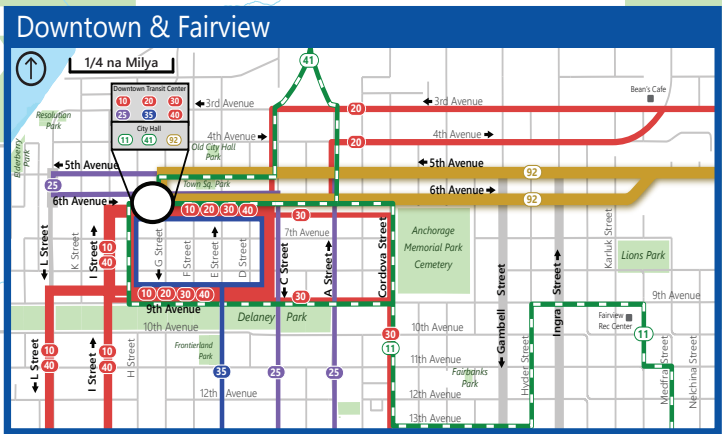 Downtown & Fairview
1/4 na Milya
41
Downtown Transit Center
10 20 30
25 35 40
City Hall
11 41 92
3rd Avenue
20
3rd Avenue
Bean's Cafe
Resolution
Park
4th Avenue
Old City Hall
Park
20
4th Avenue
Elderberry
Park
5th Avenue
5th Avenue
92
25
Town Sq. Park
6th Avenue
6th Avenue
92
10 20 30 40
30
L Street
K Street
I Street
10
40
G Street
F Street
E Street
D Street
C Street
7th Avenue
A Street
Cordova Street
Anchorage
Memorial Park
Cemetery
Gambell Street
Ingra Street
Karluk Street
Lions Park
10 20 30 40
30
9th Avenue
9th Avenue
10th Avenue
Delaney Park
Fairview
Rec Center
11
L Street
10
40
I Street
10
40
H Street
Frontierland
Park
30
11
10th Avenue
11th Avenue
Fairbanks
Park
35
25
25
12th Avenue
12th Avenue
13th Avenue
Hyder Street
Medfra Street
Nelchina Street